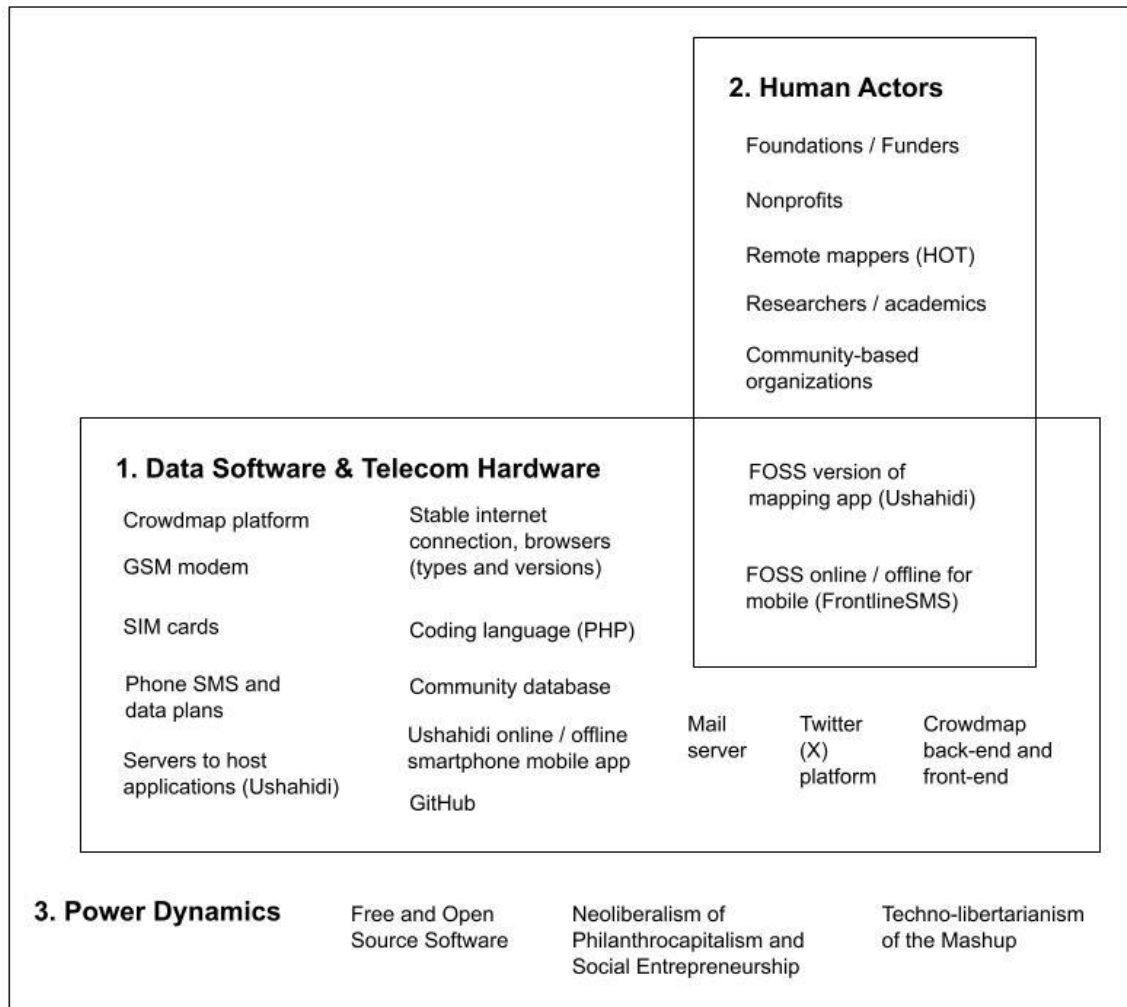 2. Human Actors
Foundations / Funders
Nonprofits
Remote mappers (HOT)
Researchers / academics
Community-based
organizations
FOSS version of
mapping app (Ushahidi)
FOSS online / offline for
mobile (FrontlineSMS)
1. Data Software & Telecom Hardware
Crowdmap platform
GSM modem
SIM cards
Phone SMS and
data plans
Servers to host
applications (Ushahidi)
Stable internet
connection, browsers
(types and versions)
Coding language (PHP)
Community database
Ushahidi online / offline
smartphone mobile app
GitHub
Mail
server
Twitter
(X)
platform
Crowdmap
back-end and
front-end
3. Power Dynamics
Free and Open
Source Software
Neoliberalism of
Philanthrocapitalism and
Social Entrepreneurship
Techno-libertarianism
of the Mashup